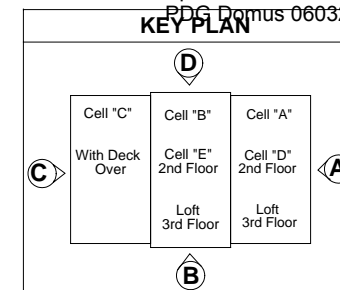 PDG Domus 06032
KEY PLAN
D
Cell "C"
Cell "B"
Cell "A"
With Deck
Over
Cell "E"
2nd Floor
Cell "D"
2nd Floor
C
A
Loft
3rd Floor
Loft
3rd Floor
B